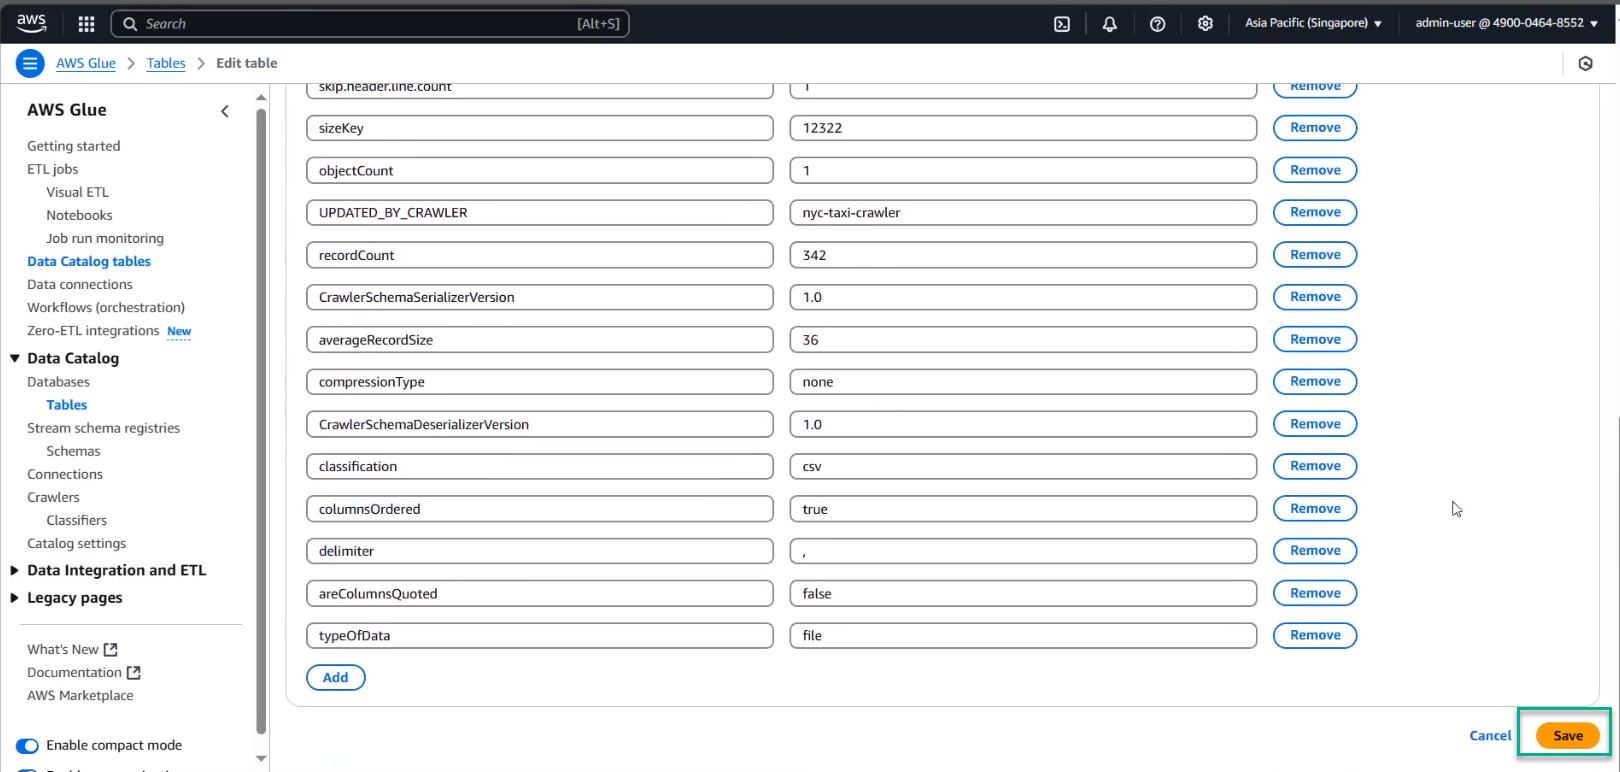 aws Search [Alt+S] Asia Pacific (Singapore) admin-user @ 4900-0464-8552
AWS Glue Tables Edit table
AWS Glue
Getting started
ETL jobs
Visual ETL
Notebooks
Job run monitoring
Data Catalog tables
Data connections
Workflows (orchestration)
Zero-ETL integrations New
Data Catalog
Databases
Tables
Stream schema registries
Schemas
Connections
Crawlers
Classifiers
Catalog settings
Data Integration and ETL
Legacy pages
What's New
Documentation
AWS Marketplace
Enable compact mode
skip.header.line.count 1 Remove
sizeKey 12322 Remove
objectCount 1 Remove
UPDATED_BY_CRAWLER nyc-taxi-crawler Remove
recordCount 342 Remove
CrawlerSchemaSerializerVersion 1.0 Remove
averageRecordSize 36 Remove
compressionType none Remove
CrawlerSchemaDeserializerVersion 1.0 Remove
classification csv Remove
columnsOrdered true Remove
delimiter , Remove
areColumnsQuoted false Remove
typeOfData file Remove
Add
Cancel Save